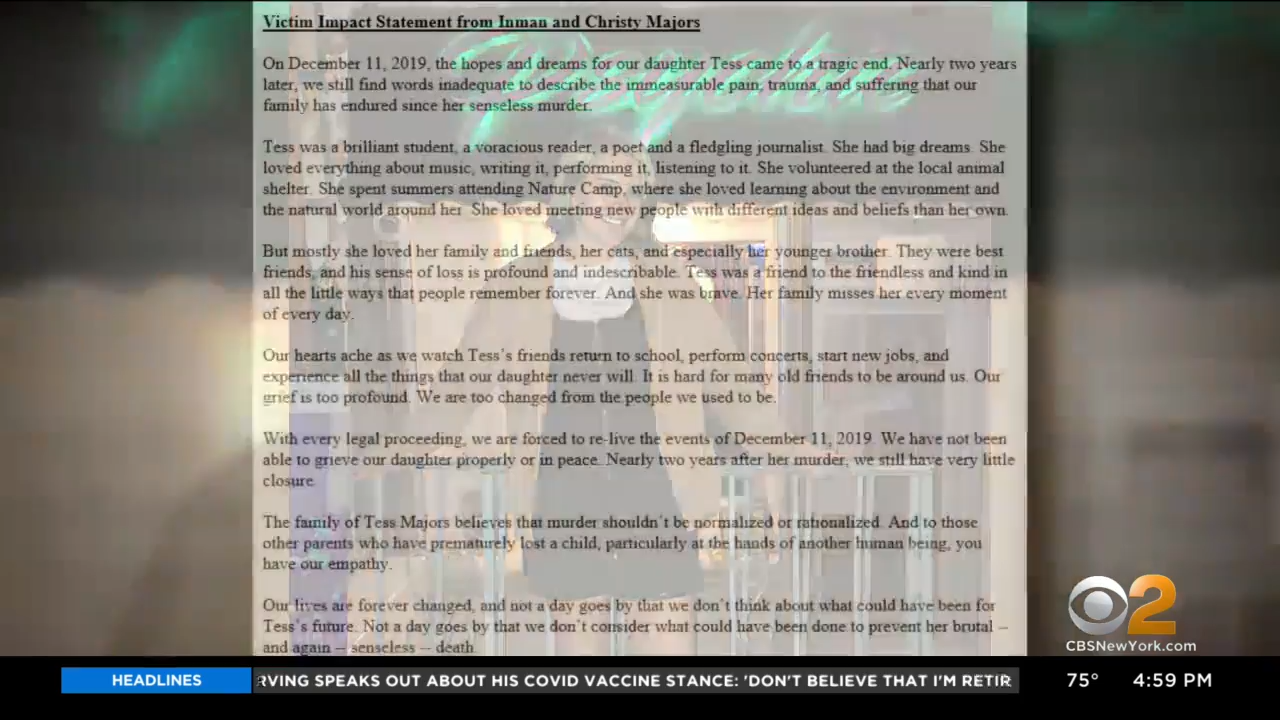 Victim Impact Statement from Inman and Christy Majors
On December 11, 2019, the hopes and dreams for our daughter Tess came to a tragic end. Nearly two years
later, we still find words inadequate to describe the immeasurable pain, trauma, and suffering that our
family has endured since her senseless murder.
Tess was a brilliant student, a voracious reader, a poet and a fledgling journalist. She had big dreams. She
loved everything about music, writing it, performing it, listening to it. She volunteered at the local animal
shelter. She spent summers attending Nature Camp, where she loved learning about the environment and
the natural world around her. She loved meeting new people with different ideas and beliefs than her own.
But mostly she loved her family and friends, her cats, and especially her younger brother. They were best
friends, and his sense of loss is profound and indescribable. Tess was a friend to the friendless and kind in
all the little ways that people remember forever. And she was brave. Her family misses her every moment
of every day.
Our hearts ache as we watch Tess's friends return to school, perform concerts, start new jobs, and
experience all the things that our daughter never will. It is hard for many old friends to be around us. Our
grief is too profound. We are too changed from the people we used to be.
With every legal proceeding, we are forced to re-live the events of December 11, 2019. We have not been
able to grieve our daughter properly or in peace. Nearly two years after her murder, we still have very little
closure.
The family of Tess Majors believes that murder shouldn't be normalized or rationalized. And to those
other parents who have prematurely lost a child, particularly at the hands of another human being, you
have our empathy.
Our lives are forever changed, and not a day goes by that we don't think about what could have been for
Tess's future. Not a day goes by that we don't consider what could have been done to prevent her brutal –
and again – senseless – death.
2
CBSNewYork.com
HEADLINES RVING SPEAKS OUT ABOUT HIS COVID VACCINE STANCE: 'DON'T BELIEVE THAT I'M RETIR 75° 4:59 PM